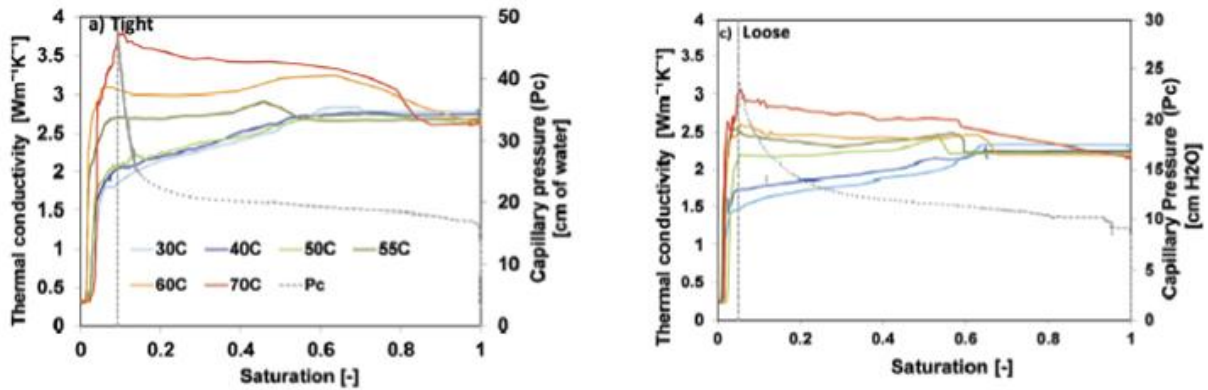 a) Tight
Thermal conductivity [Wm⁻¹K⁻¹]
4
3.5
3
2.5
2
1.5
1
0.5
0
50
40
30
20
10
0
Capillary pressure (Pc)
[cm of water]
30C 40C 50C 55C
60C 70C Pc
0 0.2 0.4 0.6 0.8 1
Saturation [-]
c) Loose
Thermal conductivity [Wm⁻¹K⁻¹]
4
3.5
3
2.5
2
1.5
1
0.5
0
30
25
20
15
10
5
0
Capillary Pressure (Pc)
[cm H2O]
0 0.2 0.4 0.6 0.8 1
Saturation [-]